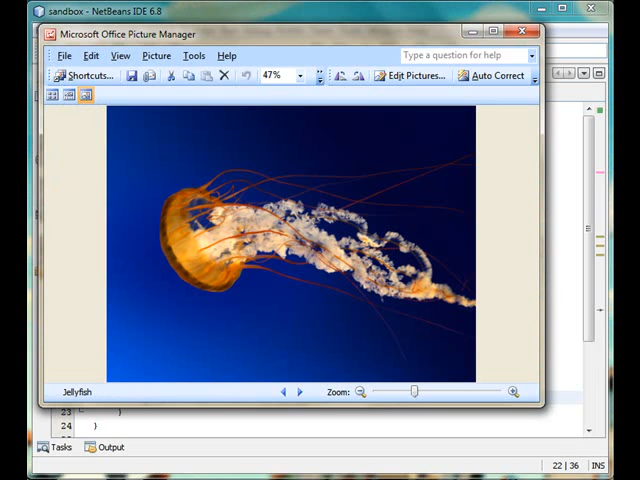 sandbox - NetBeans IDE 6.8
Microsoft Office Picture Manager
File Edit View Picture Tools Help
Type a question for help
Shortcuts... 47% Edit Pictures... Auto Correct
Jellyfish
Zoom:
23 }
24 }
Tasks Output
22 | 36 INS